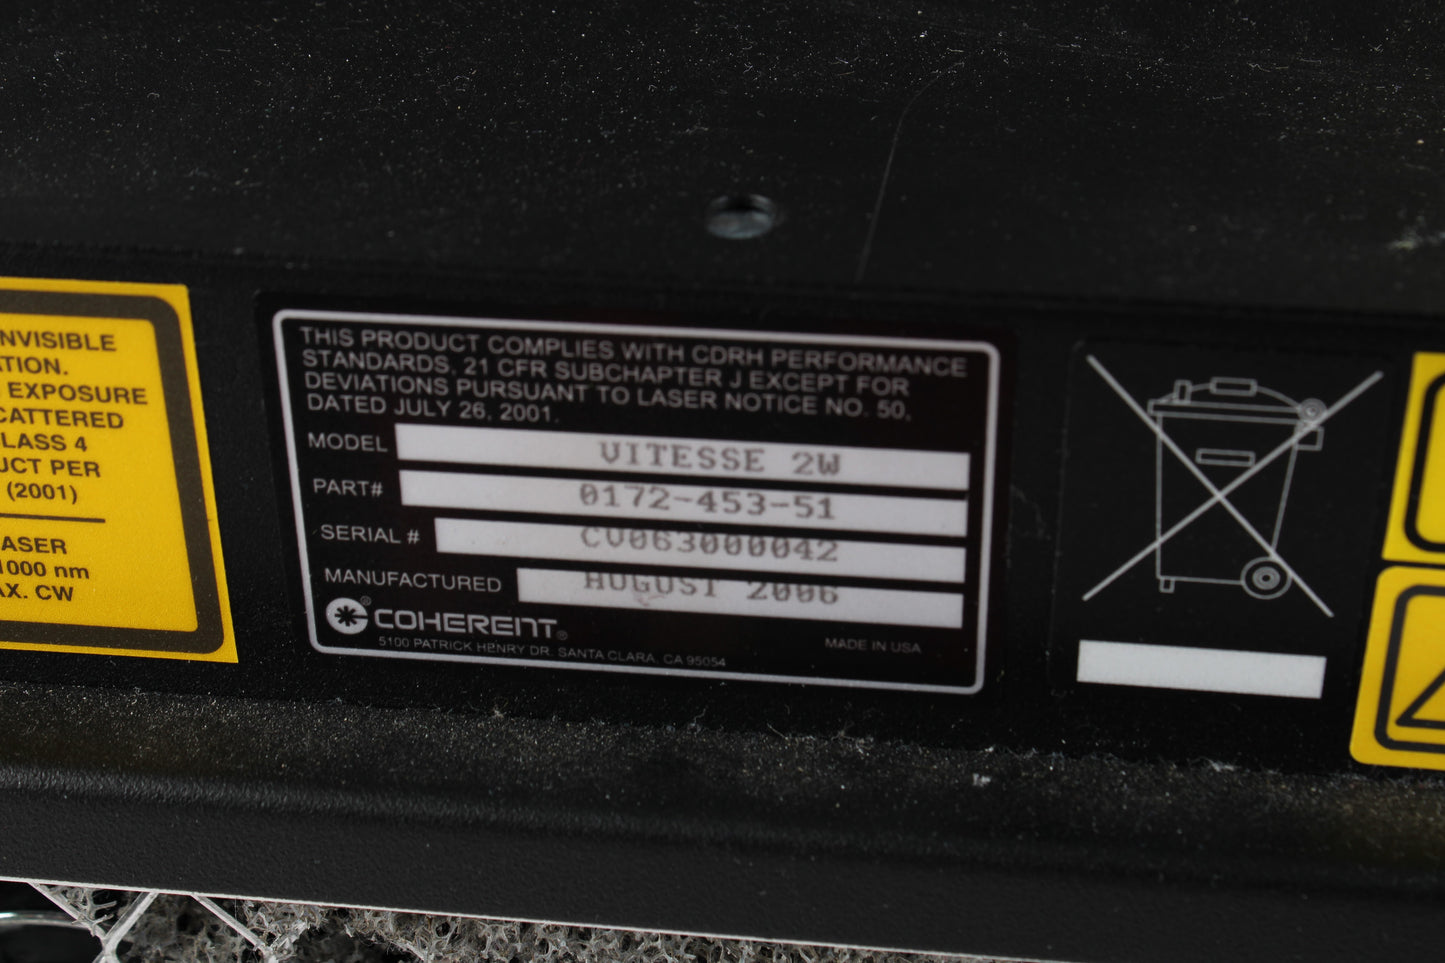 NVISIBLE
ATION.
EXPOSURE
CATTERED
LASS 4
UCT PER
(2001)
ASER
1000 nm
AX. CW
THIS PRODUCT COMPLIES WITH CDRH PERFORMANCE
STANDARDS, 21 CFR SUBCHAPTER J EXCEPT FOR
DEVIATIONS PURSUANT TO LASER NOTICE NO. 50,
DATED JULY 26, 2001.
MODEL VITESSE 2W
PART# 0172-453-51
SERIAL # CV063000042
MANUFACTURED AUGUST 2006
COHERENT®
5100 PATRICK HENRY DR. SANTA CLARA, CA 95054
MADE IN USA